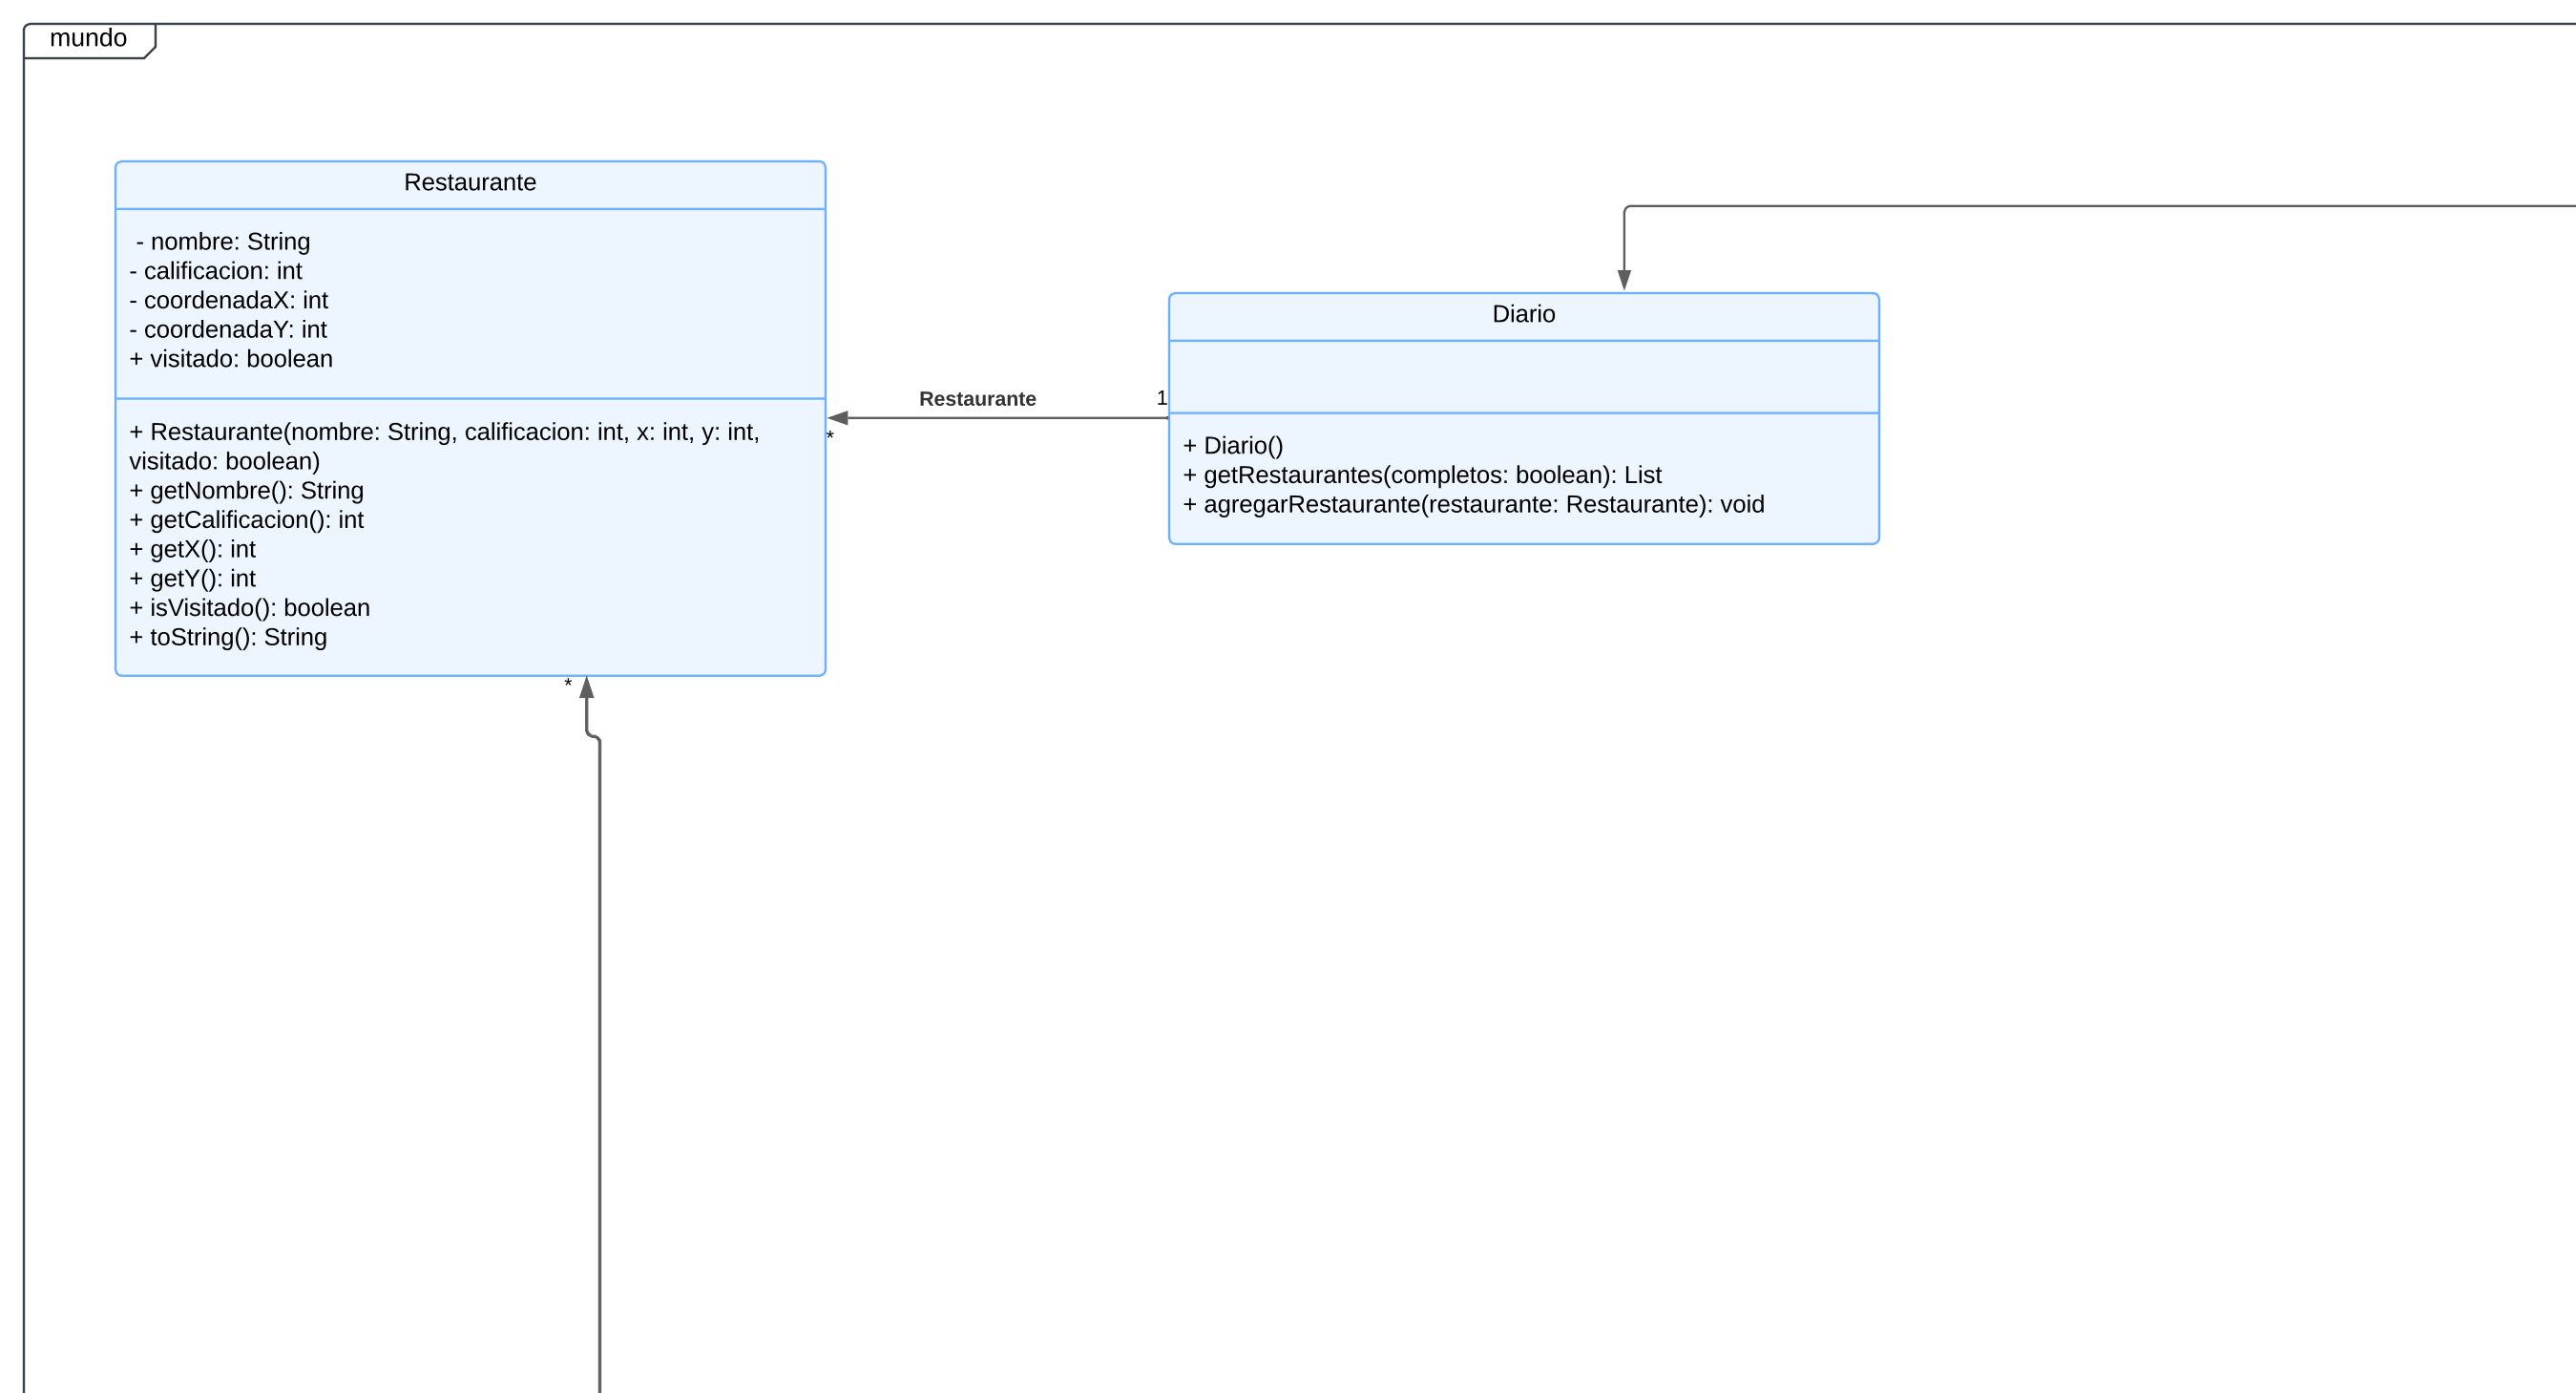 mundo
Restaurante
- nombre: String
- calificacion: int
- coordenadaX: int
- coordenadaY: int
+ visitado: boolean
+ Restaurante(nombre: String, calificacion: int, x: int, y: int,
visitado: boolean)
+ getNombre(): String
+ getCalificacion(): int
+ getX(): int
+ getY(): int
+ isVisitado(): boolean
+ toString(): String
*
Restaurante
1
*
Diario
+ Diario()
+ getRestaurantes(completos: boolean): List
+ agregarRestaurante(restaurante: Restaurante): void